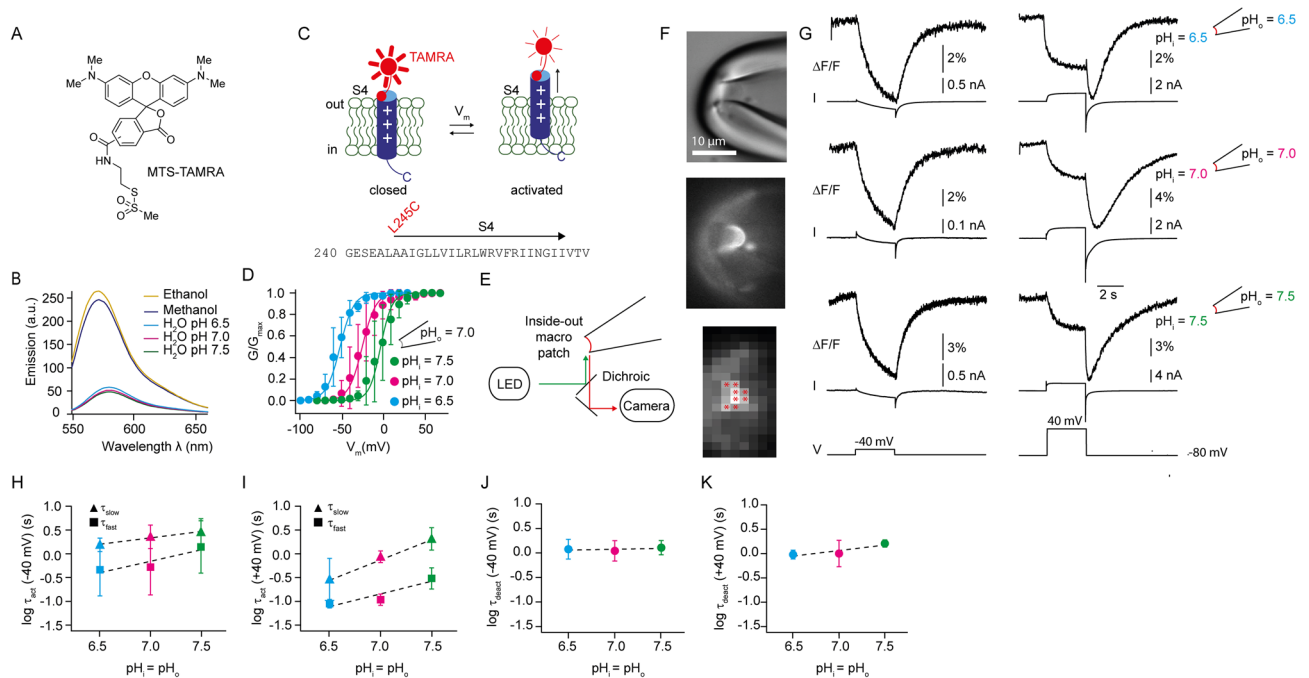 A
Me
N
Me
O
Me
N
Me
O
O
O
HN
S
O
S
O
Me
MTS-TAMRA
B
Emission (a.u.)
250
200
150
100
50
0
550
600
650
Wavelength λ (nm)
Ethanol
Methanol
H2O pH 6.5
H2O pH 7.0
H2O pH 7.5
C
TAMRA
S4
out
in
+
+
+
C
closed
Vm
S4
+
+
+
C
activated
L245C
S4
240 GESEALAAIGLLVILRLWRVFRIINGIIVTV
D
G/Gmax
1.0
0.8
0.6
0.4
0.2
0.0
-100
-50
0
50
Vm(mV)
pHo = 7.0
pHi = 7.5
pHi = 7.0
pHi = 6.5
E
Inside-out
macro
patch
LED
Dichroic
Camera
F
10 µm
G
ΔF/F
I
2%
0.5 nA
2%
2 nA
pHi = 6.5
pHo = 6.5
ΔF/F
I
2%
0.1 nA
4%
2 nA
pHi = 7.0
pHo = 7.0
2 s
ΔF/F
I
3%
0.5 nA
3%
4 nA
pHi = 7.5
pHo = 7.5
V
-40 mV
40 mV
-80 mV
H
log τact (-40 mV) (s)
1.0
0.5
0.0
-0.5
-1.0
-1.5
τslow
τfast
6.5
7.0
7.5
pHi = pHo
I
log τact (+40 mV) (s)
1.0
0.5
0.0
-0.5
-1.0
-1.5
τslow
τfast
6.5
7.0
7.5
pHi = pHo
J
log τdeact (-40 mV) (s)
1.0
0.5
0.0
-0.5
-1.0
-1.5
6.5
7.0
7.5
pHi = pHo
K
log τdeact (+40 mV) (s)
1.0
0.5
0.0
-0.5
-1.0
-1.5
6.5
7.0
7.5
pHi = pHo